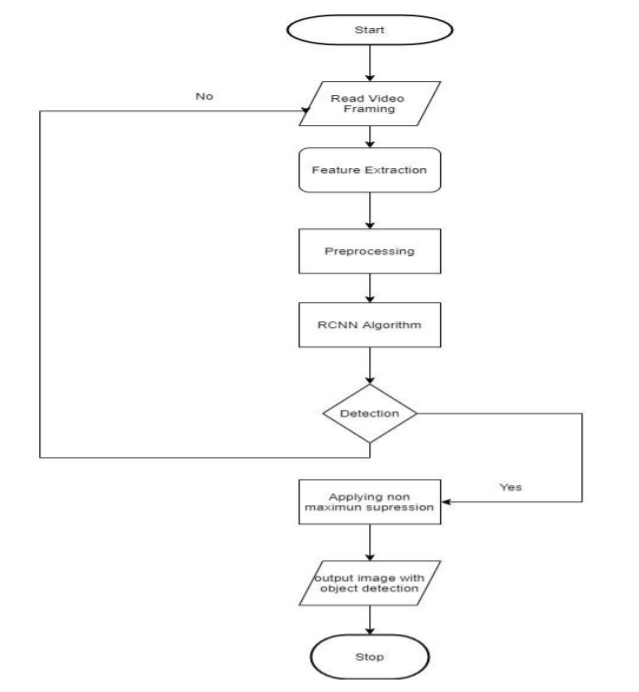 Start
No
Read Video
Framing
Feature Extraction
Preprocessing
RCNN Algorithm
Detection
Yes
Applying non
maximun supression
output image with
object detection
Stop